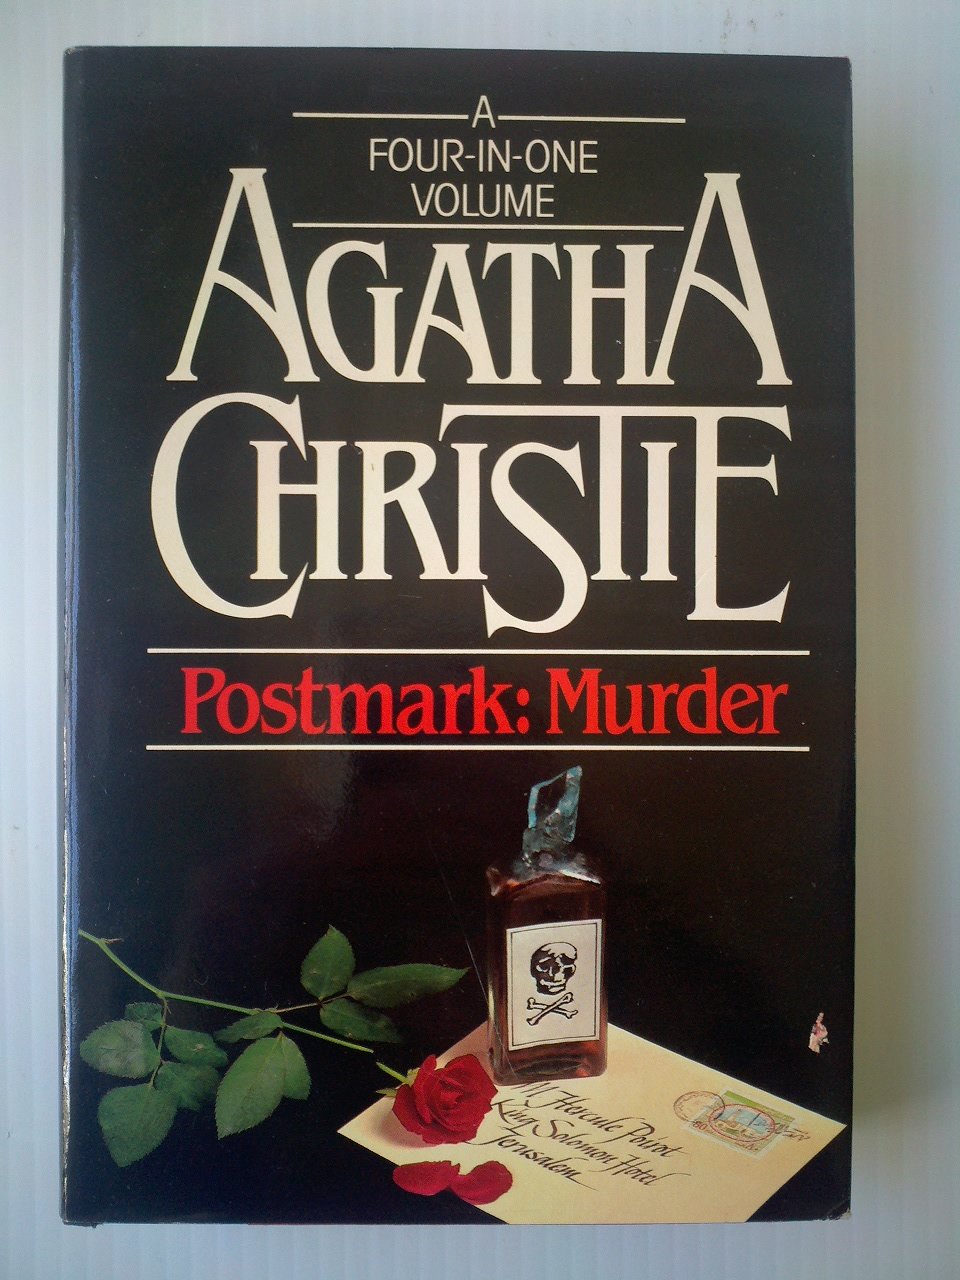 A
FOUR-IN-ONE
VOLUME
AGATHA
CHRISTIE
Postmark: Murder
M Hercule Poirot
King Solomon Hotel
Jerusalem